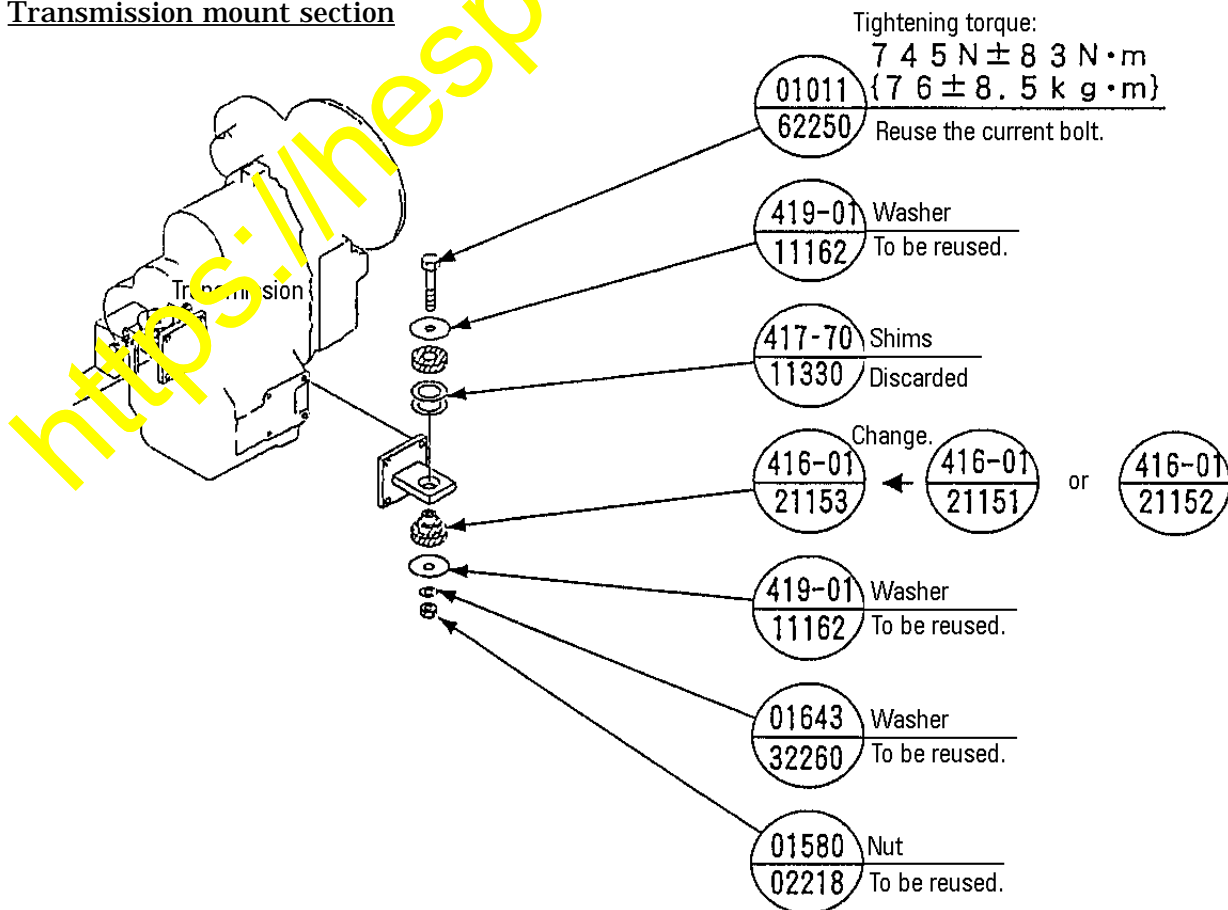 Transmission mount section
Tightening torque:
745N±83N·m
{76±8.5kg·m}
01011
62250
Reuse the current bolt.
419-01
11162
Washer
To be reused.
Transmission
417-70
11330
Shims
Discarded
Change.
416-01
21153
416-01
21151
or
416-01
21152
419-01
11162
Washer
To be reused.
01643
32260
Washer
To be reused.
01580
02218
Nut
To be reused.
https://hesp